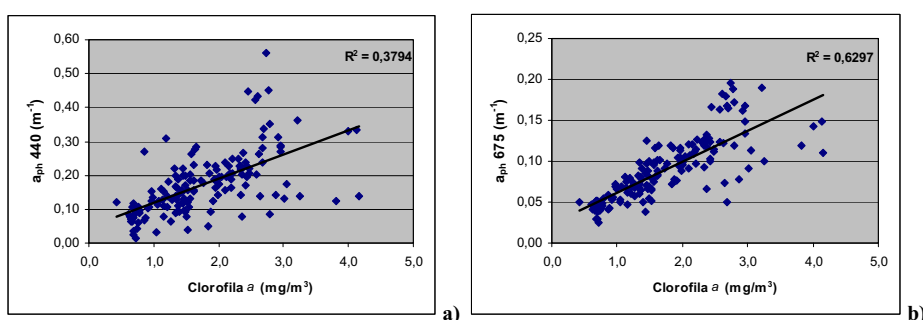 0,60
0,50
0,40
0,30
0,20
0,10
0,00
a_ph 440 (m⁻¹)
R² = 0,3794
0,0 1,0 2,0 3,0 4,0 5,0
Clorofila a (mg/m³)
a)
0,25
0,20
0,15
0,10
0,05
0,00
a_ph 675 (m⁻¹)
R² = 0,6297
0,0 1,0 2,0 3,0 4,0 5,0
Clorofila a (mg/m³)
b)